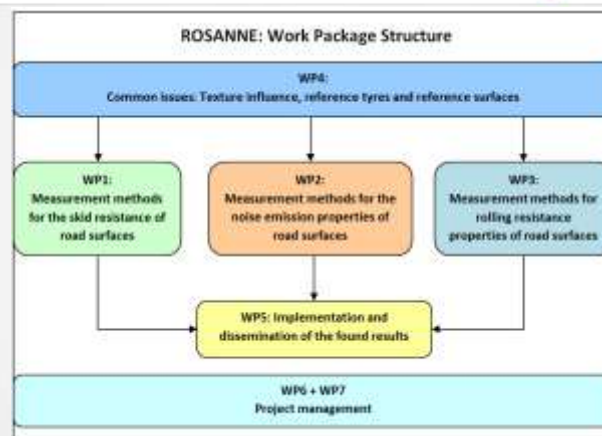 ROSANNE: Work Package Structure
WP4:
Common issues: Texture influence, reference tyres and reference surfaces
WP1:
Measurement methods
for the skid resistance of
road surfaces
WP2:
Measurement methods for the
noise emission properties of
road surfaces
WP3:
Measurement methods for
rolling resistance
properties of road surfaces
WP5: Implementation and
dissemination of the found results
WP6 + WP7
Project management